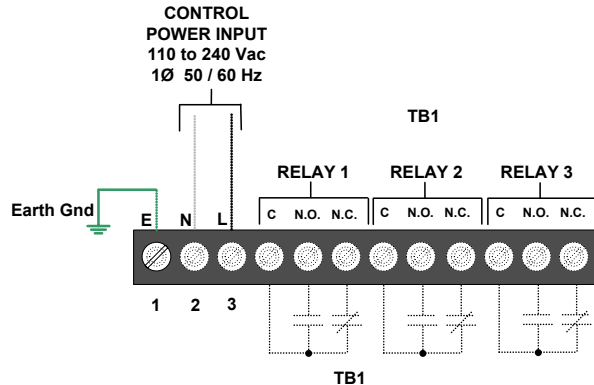 CONTROL
POWER INPUT
110 to 240 Vac
1Ø 50 / 60 Hz
TB1
RELAY 1 RELAY 2 RELAY 3
Earth Gnd
E N L C N.O. N.C. C N.O. N.C. C N.O. N.C.
1 2 3
TB1